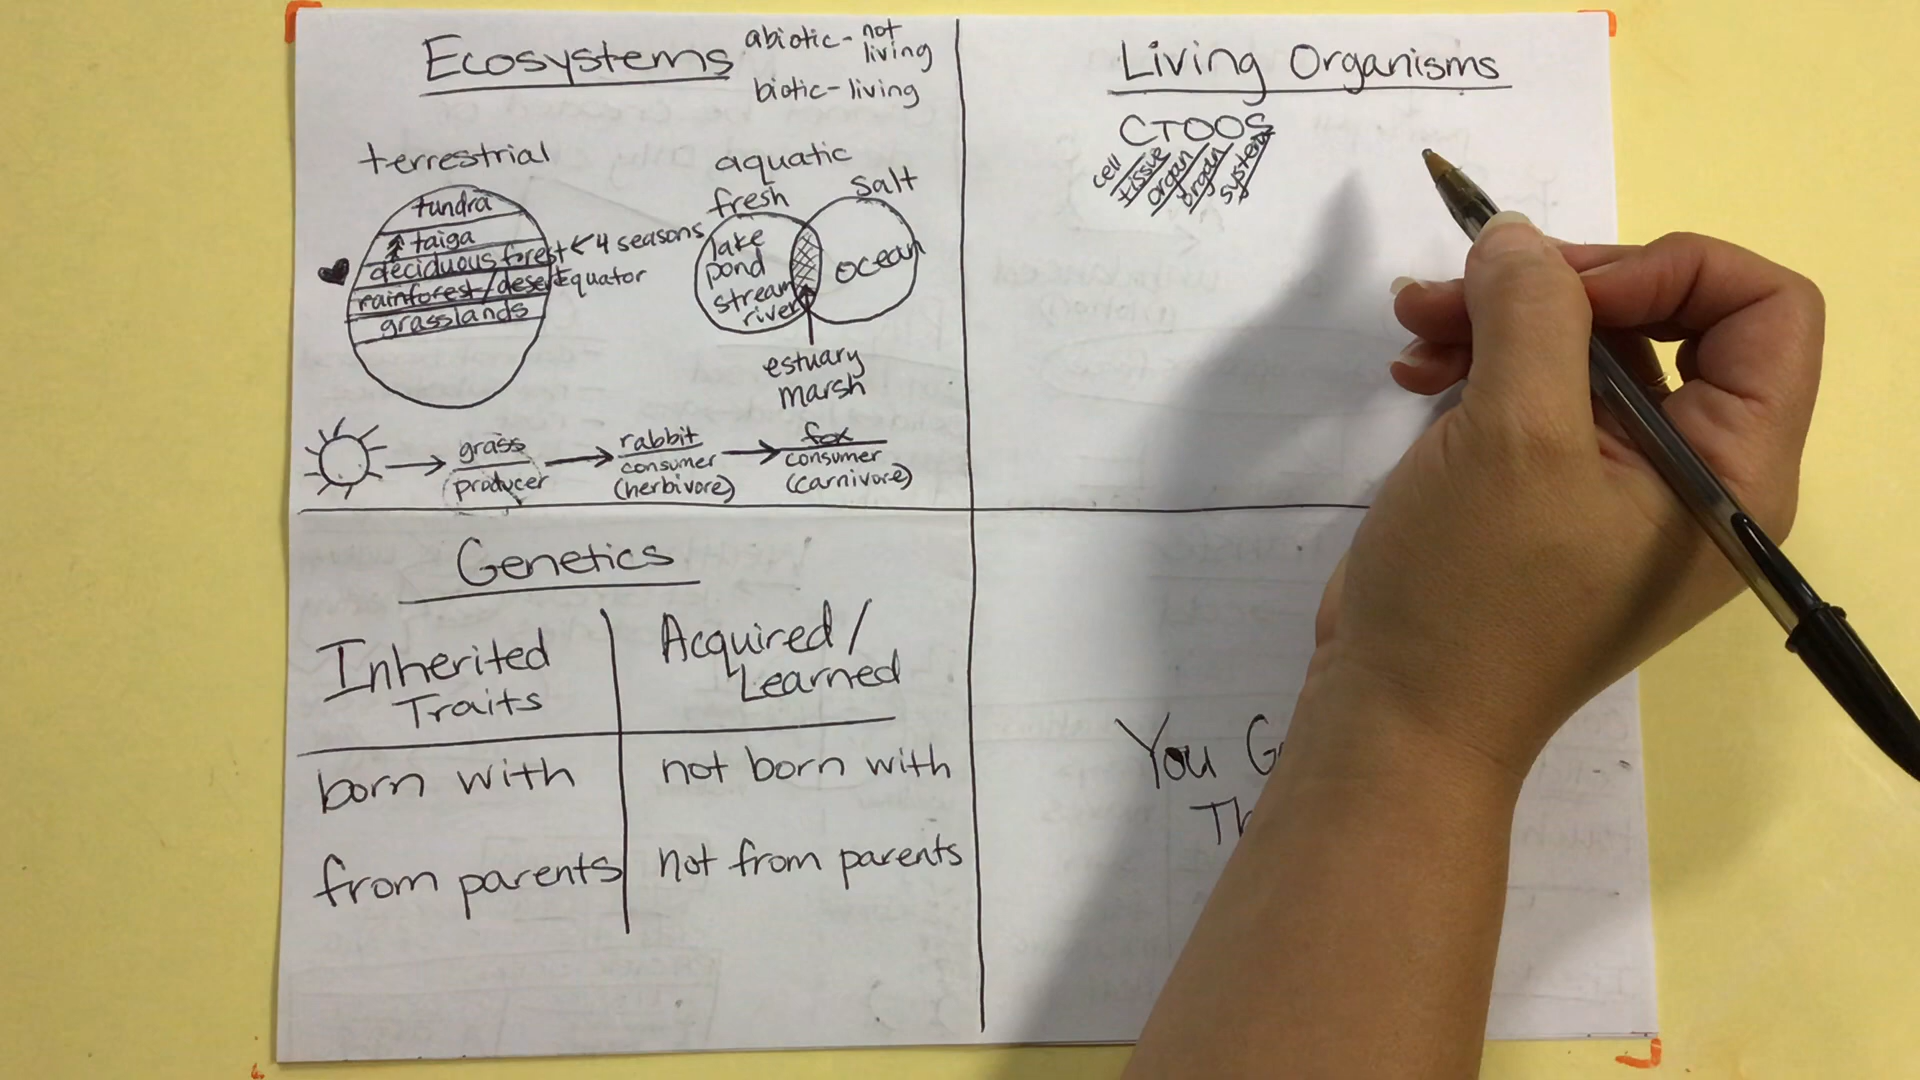 Ecosystems
abiotic - not
living
biotic - living
terrestrial
tundra
taiga
deciduous forest ← 4 seasons
rainforest/desert Equator
grasslands
aquatic
fresh
salt
lake
pond
stream
river
ocean
estuary
marsh
grass
producer
rabbit
consumer
(herbivore)
fox
consumer
(carnivore)
Living Organisms
CTOOS
cell
tissue
organ
organ
system
Genetics
Inherited
Traits
Acquired/
Learned
born with
not born with
from parents
not from parents
You G
Th